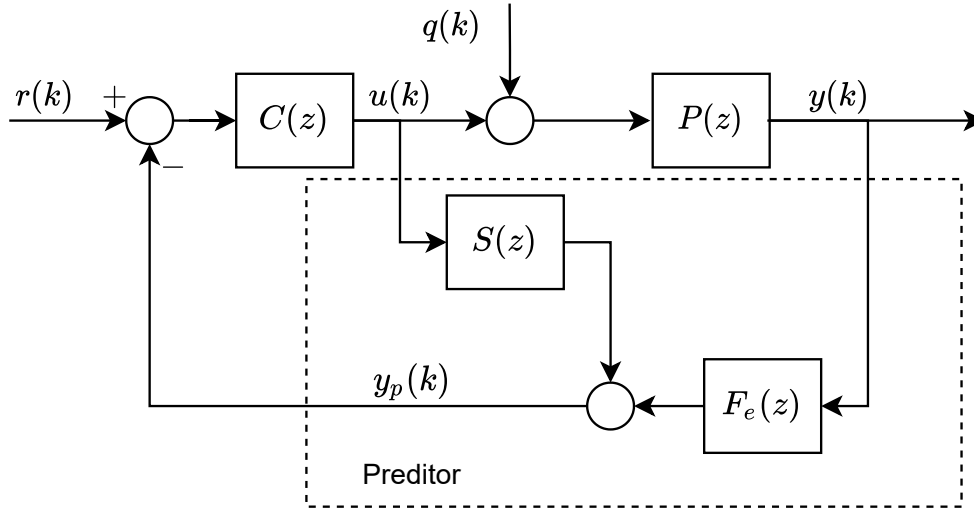 q(k)
r(k) + C(z) u(k) P(z) y(k)
−
S(z)
y_p(k) F_e(z)
Preditor